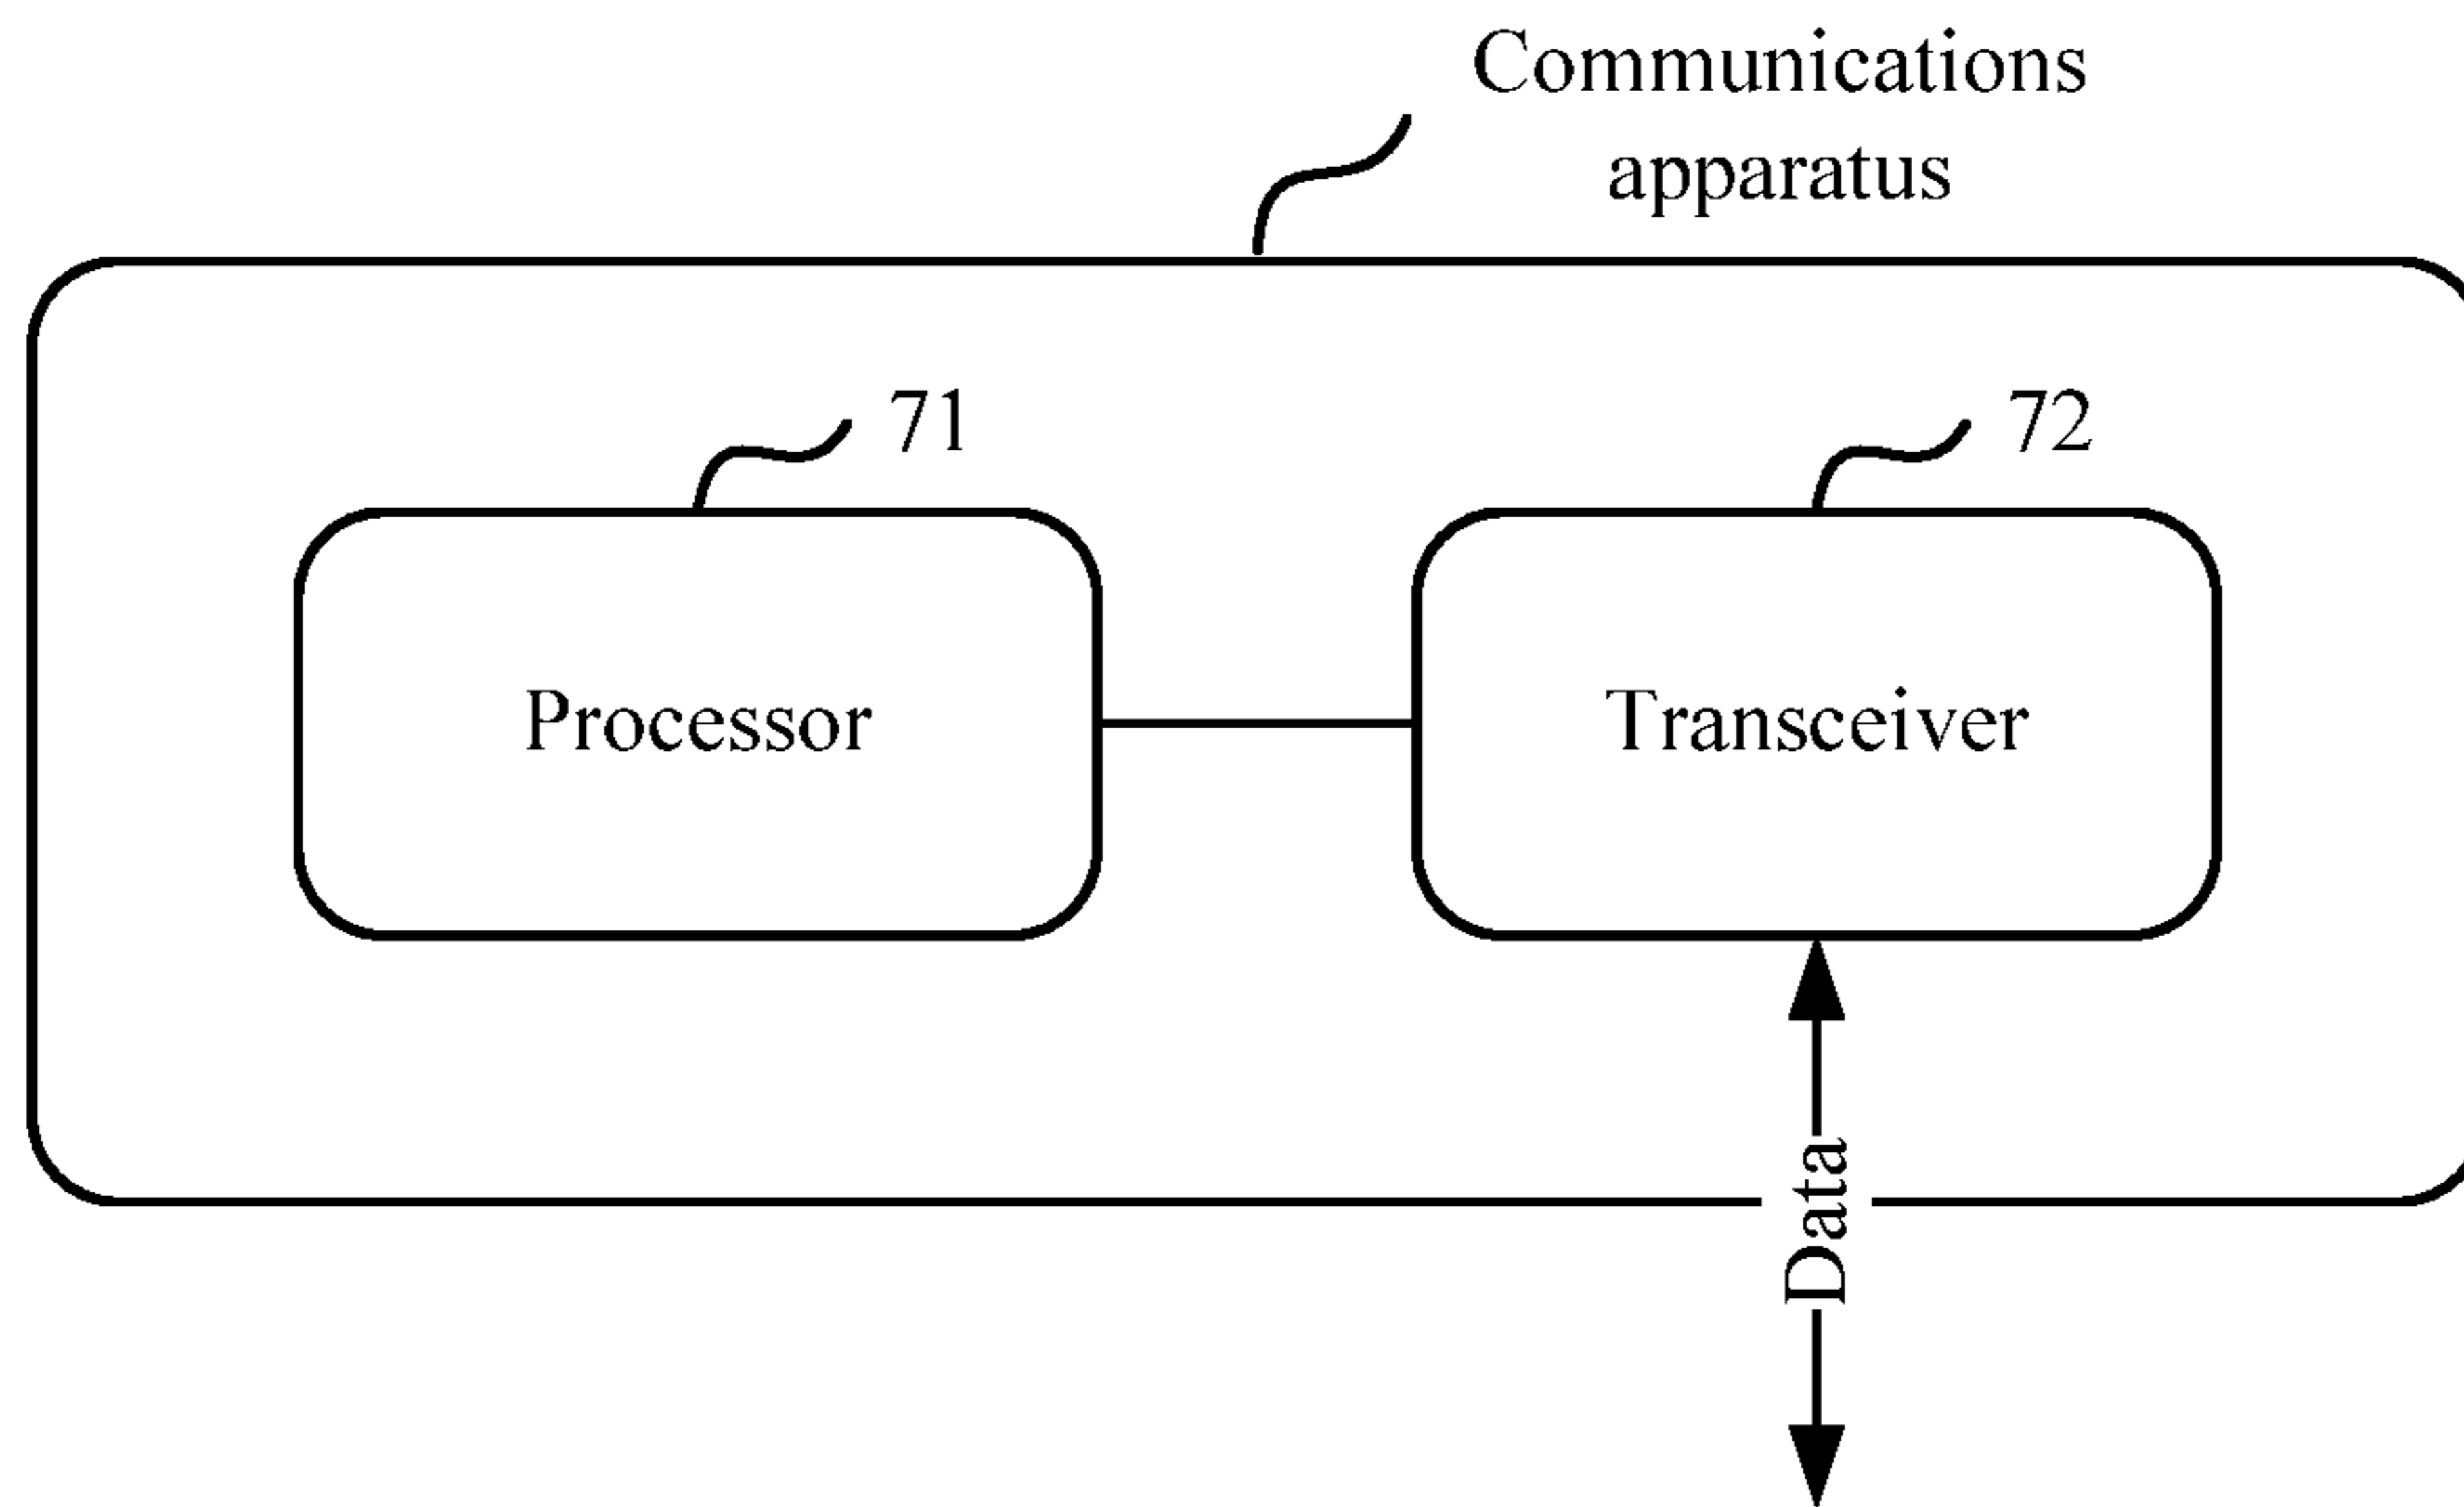 Communications
apparatus
71
72
Processor
Transceiver
Data